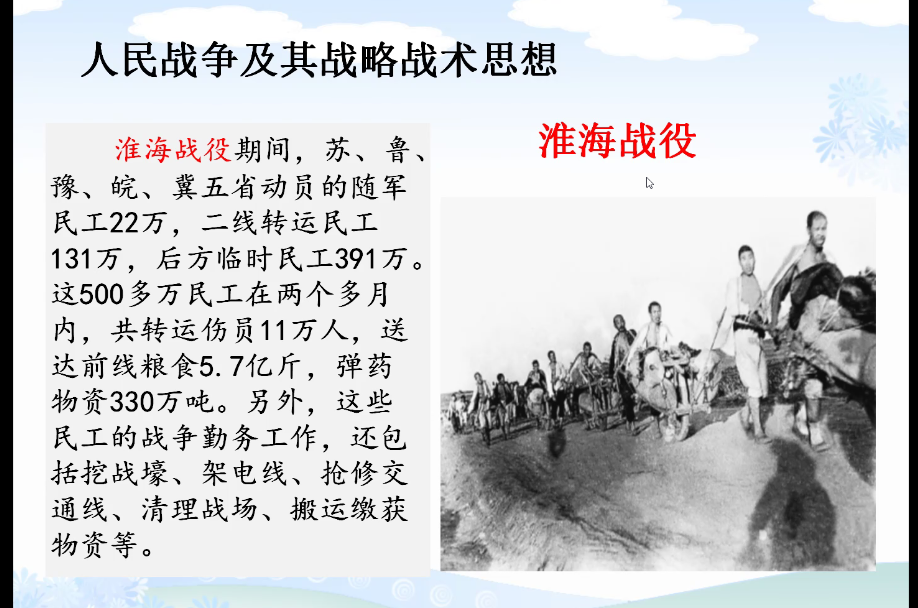 人民战争及其战略战术思想
淮海战役期间，苏、鲁、
豫、皖、冀五省动员的随军
民工22万，二线转运民工
131万，后方临时民工391万。
这500多万民工在两个多月
内，共转运伤员11万人，送
达前线粮食5.7亿斤，弹药
物资330万吨。另外，这些
民工的战争勤务工作，还包
括挖战壕、架电线、抢修交
通线、清理战场、搬运缴获
物资等。
淮海战役